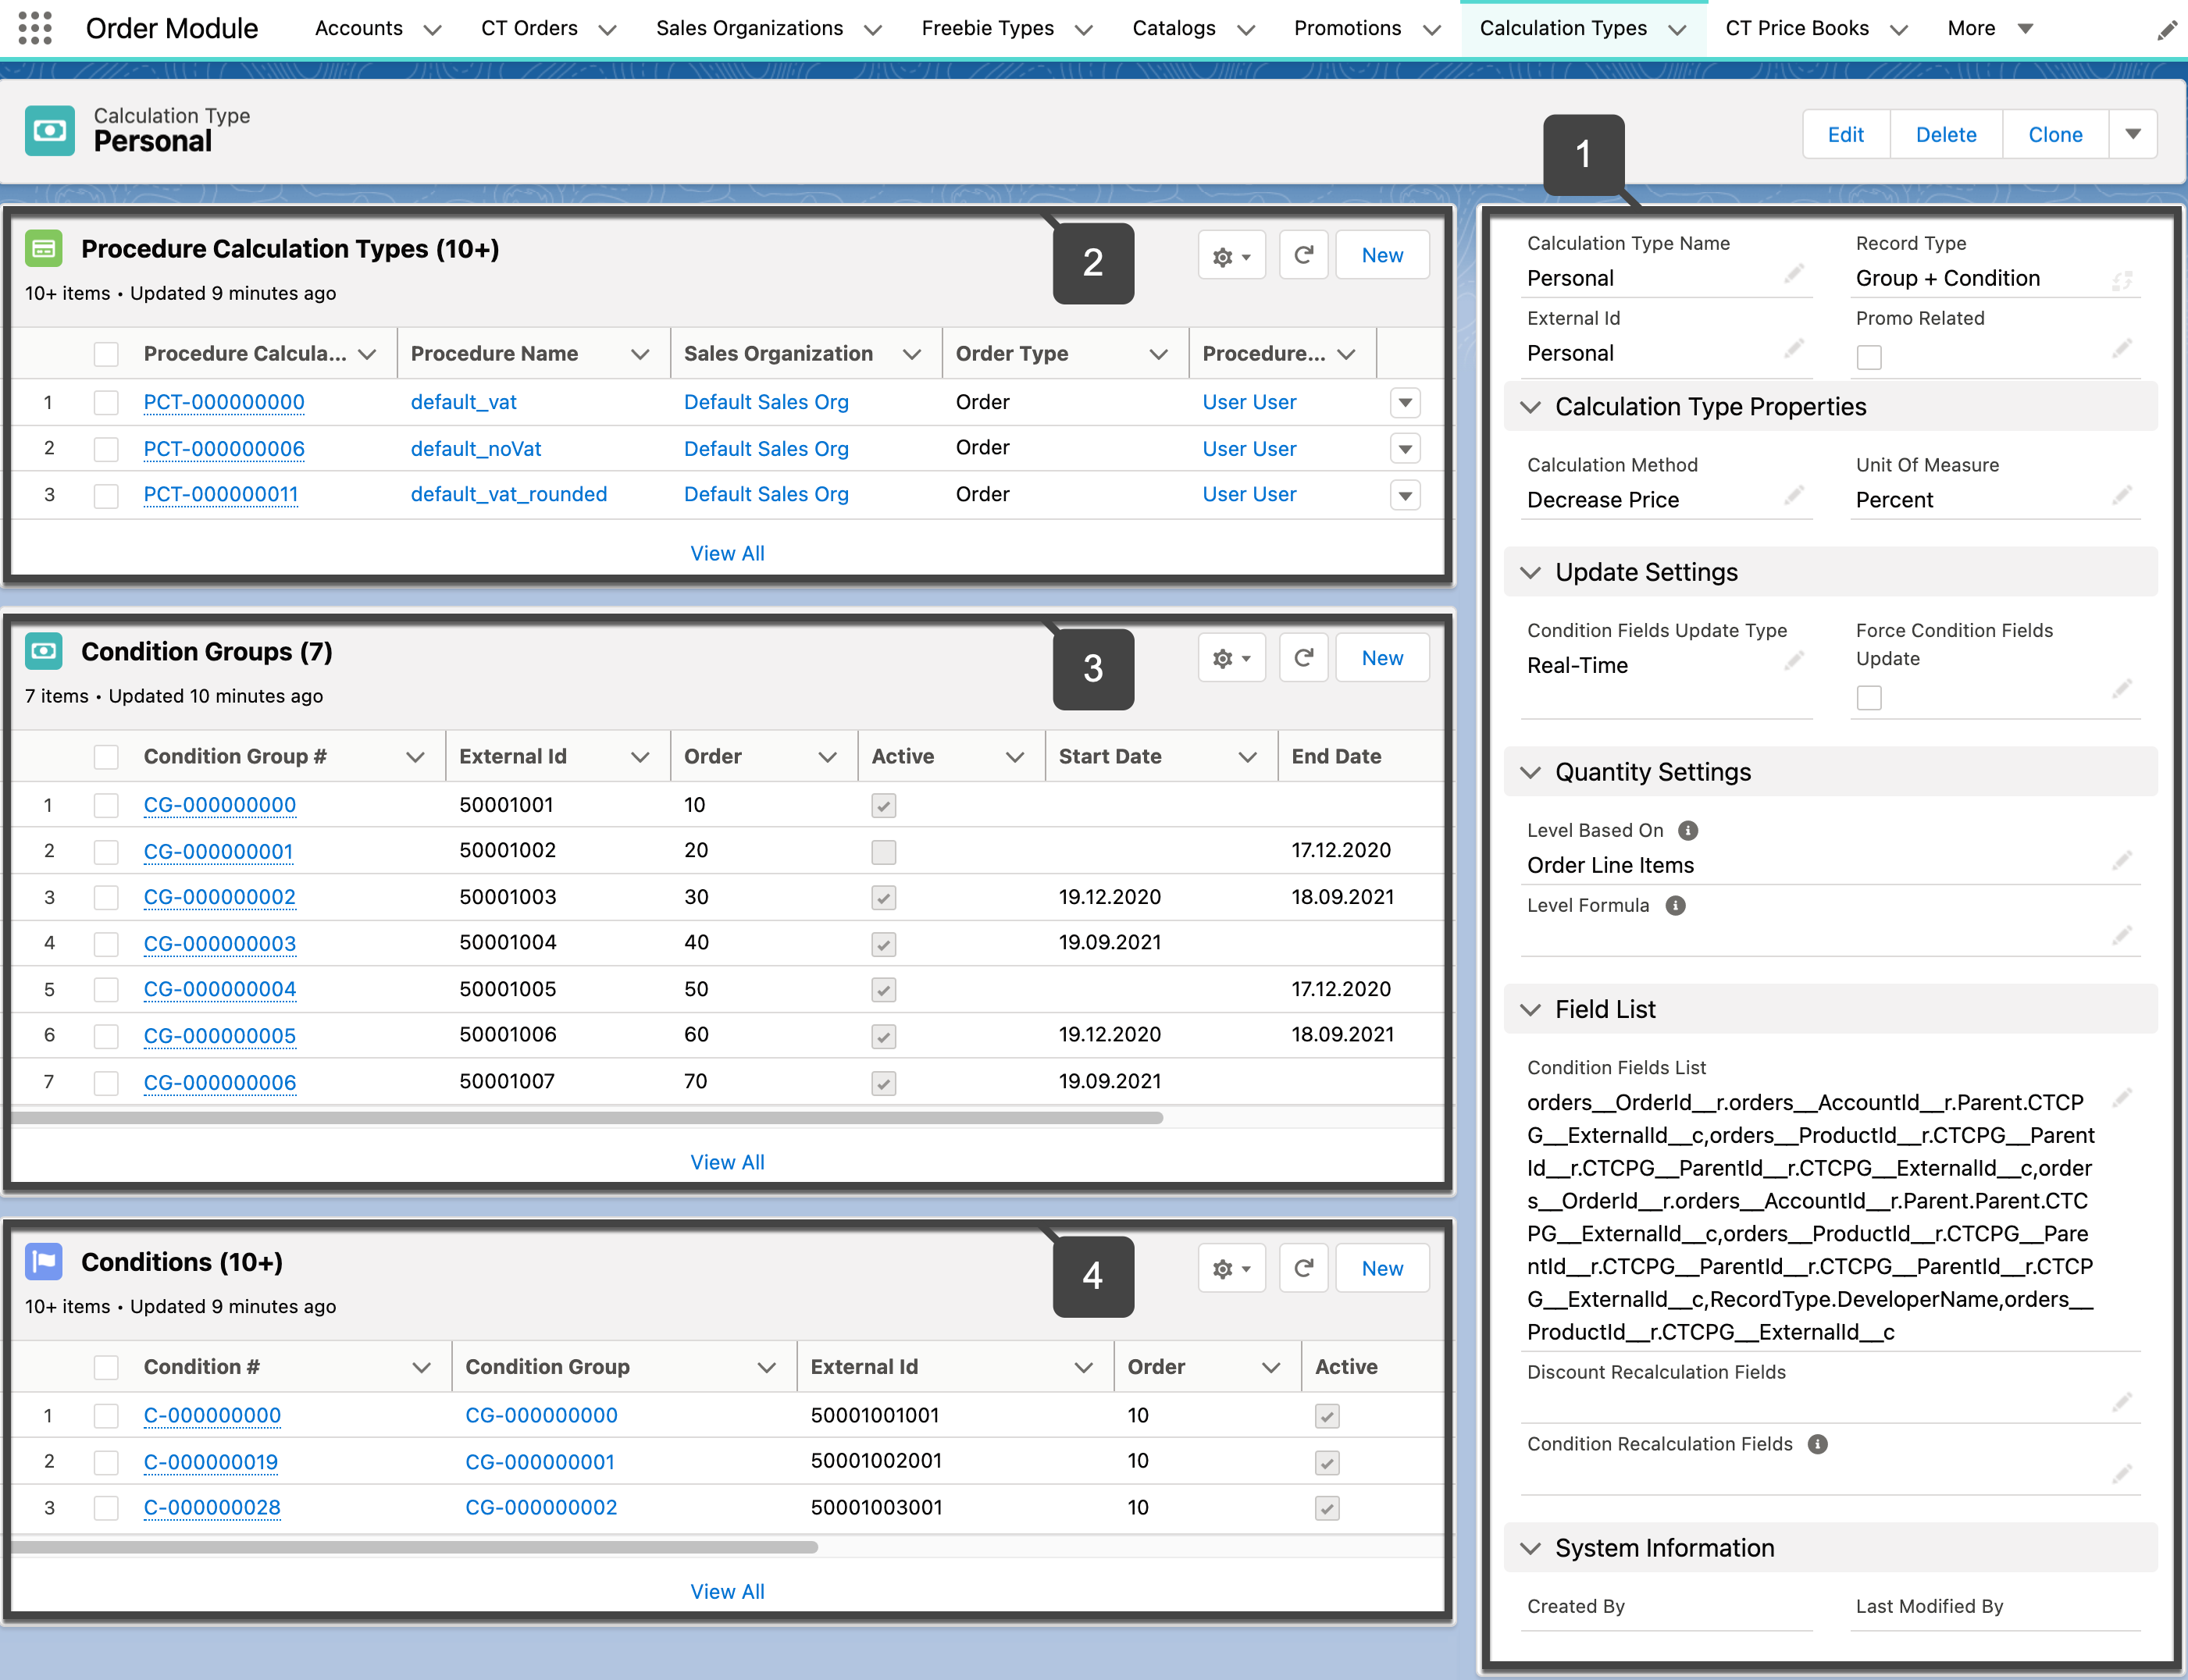 Order Module Accounts CT Orders Sales Organizations Freebie Types Catalogs Promotions Calculation Types CT Price Books More
Calculation Type
Personal
Edit Delete Clone
1
2
Procedure Calculation Types (10+)
10+ items • Updated 9 minutes ago
New
Procedure Calcula... Procedure Name Sales Organization Order Type Procedure...
1 PCT-000000000 default_vat Default Sales Org Order User User
2 PCT-000000006 default_noVat Default Sales Org Order User User
3 PCT-000000011 default_vat_rounded Default Sales Org Order User User
View All
3
Condition Groups (7)
7 items • Updated 10 minutes ago
New
Condition Group # External Id Order Active Start Date End Date
1 CG-000000000 50001001 10
2 CG-000000001 50001002 20 17.12.2020
3 CG-000000002 50001003 30 19.12.2020 18.09.2021
4 CG-000000003 50001004 40 19.09.2021
5 CG-000000004 50001005 50 17.12.2020
6 CG-000000005 50001006 60 19.12.2020 18.09.2021
7 CG-000000006 50001007 70 19.09.2021
View All
4
Conditions (10+)
10+ items • Updated 9 minutes ago
New
Condition # Condition Group External Id Order Active
1 C-000000000 CG-000000000 50001001001 10
2 C-000000019 CG-000000001 50001002001 10
3 C-000000028 CG-000000002 50001003001 10
View All
Calculation Type Name Record Type
Personal Group + Condition
External Id Promo Related
Personal
Calculation Type Properties
Calculation Method Unit Of Measure
Decrease Price Percent
Update Settings
Condition Fields Update Type Force Condition Fields
Update
Real-Time
Quantity Settings
Level Based On
Order Line Items
Level Formula
Field List
Condition Fields List
orders__OrderId__r.orders__AccountId__r.Parent.CTCP
G__ExternalId__c,orders__ProductId__r.CTCPG__Parent
Id__r.CTCPG__ParentId__r.CTCPG__ExternalId__c,order
s__OrderId__r.orders__AccountId__r.Parent.Parent.CTC
PG__ExternalId__c,orders__ProductId__r.CTCPG__Pare
ntId__r.CTCPG__ParentId__r.CTCPG__ParentId__r.CTCP
G__ExternalId__c,RecordType.DeveloperName,orders__
ProductId__r.CTCPG__ExternalId__c
Discount Recalculation Fields
Condition Recalculation Fields
System Information
Created By Last Modified By